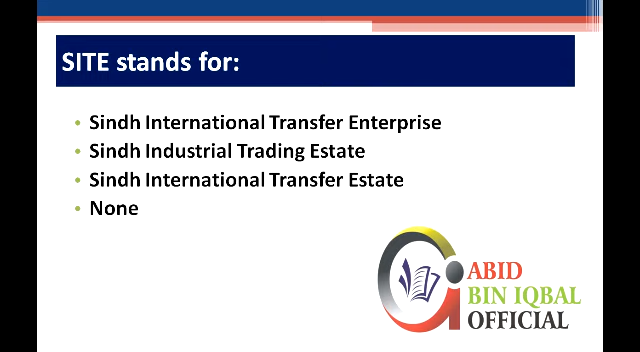 SITE stands for:
• Sindh International Transfer Enterprise
• Sindh Industrial Trading Estate
• Sindh International Transfer Estate
• None
ABID
BIN IQBAL
OFFICIAL